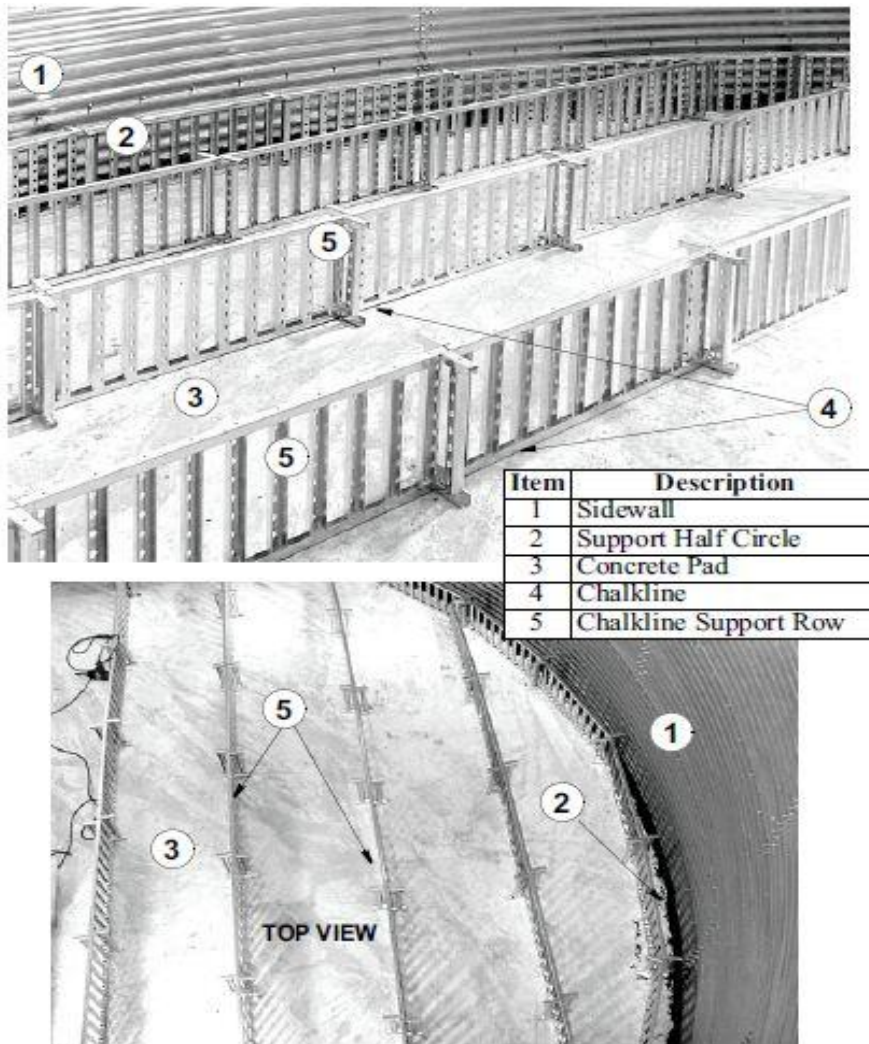 1
2
5
3
4
5
Item Description
1 Sidewall
2 Support Half Circle
3 Concrete Pad
4 Chalkline
5 Chalkline Support Row
5
1
2
3
TOP VIEW